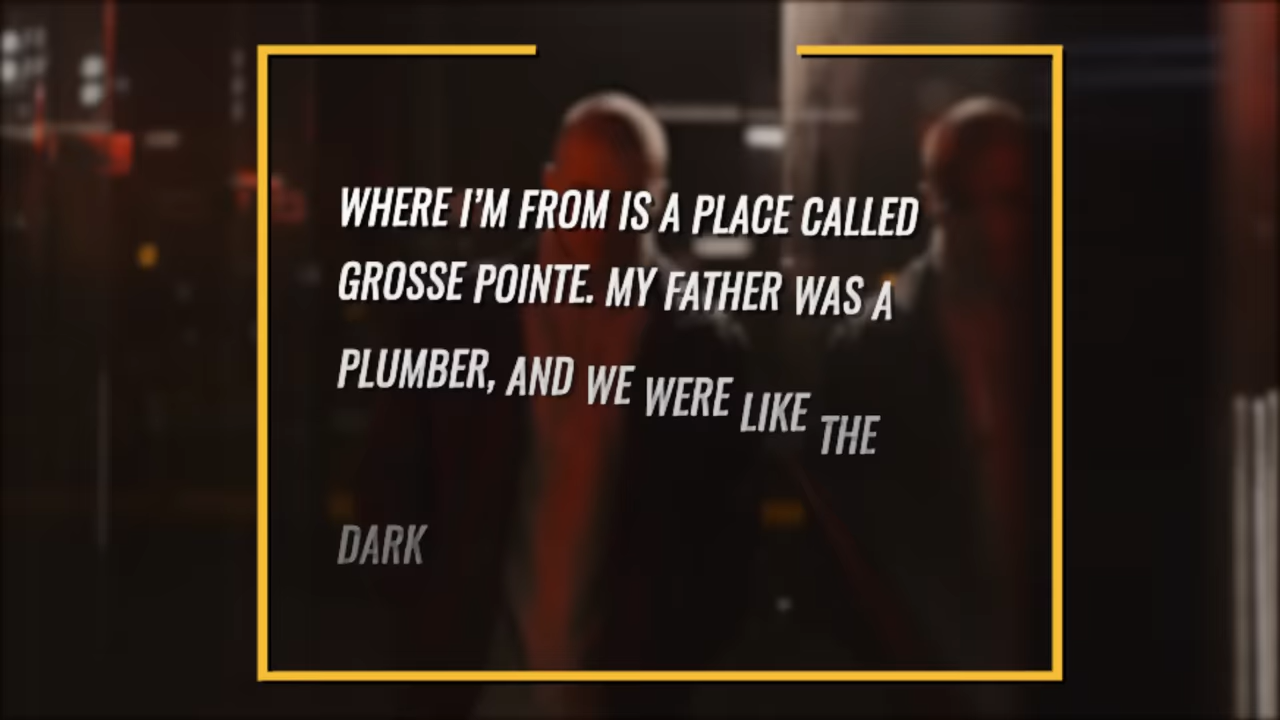 WHERE I'M FROM IS A PLACE CALLED
GROSSE POINTE. MY FATHER WAS A
PLUMBER, AND WE WERE LIKE THE
DARK